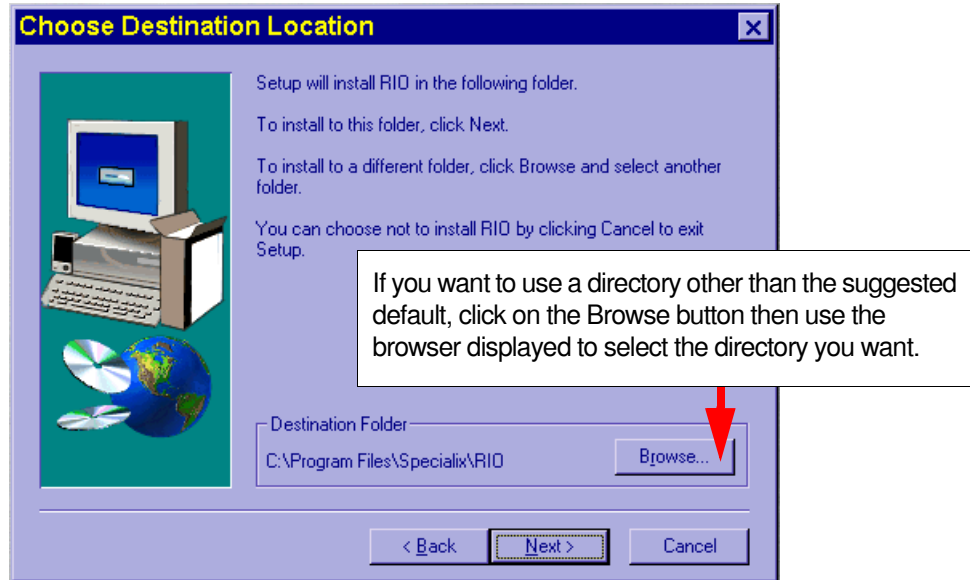 Choose Destination Location
Setup will install RIO in the following folder.
To install to this folder, click Next.
To install to a different folder, click Browse and select another
folder.
You can choose not to install RIO by clicking Cancel to exit
Setup.
If you want to use a directory other than the suggested
default, click on the Browse button then use the
browser displayed to select the directory you want.
Destination Folder
C:\Program Files\Specialix\RIO
Browse...
< Back
Next >
Cancel